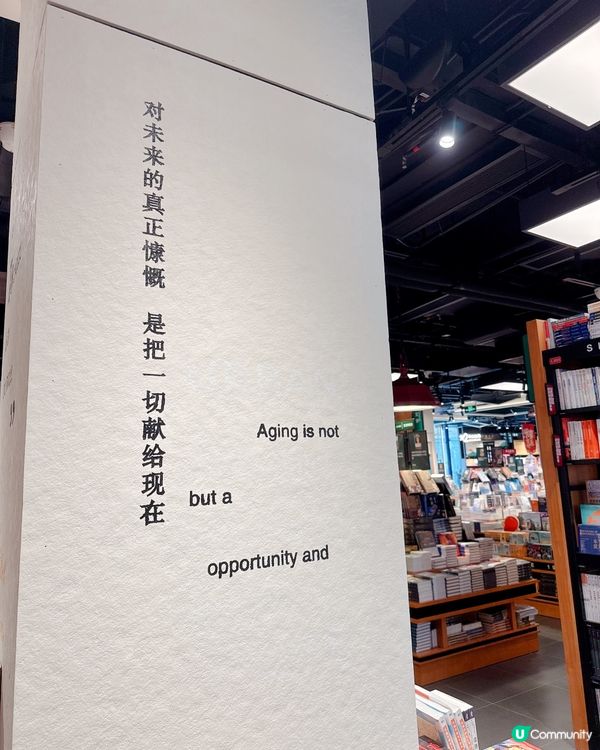 对未来的真正慷慨 是把一切献给现在
Aging is not
but a
opportunity and
U Community